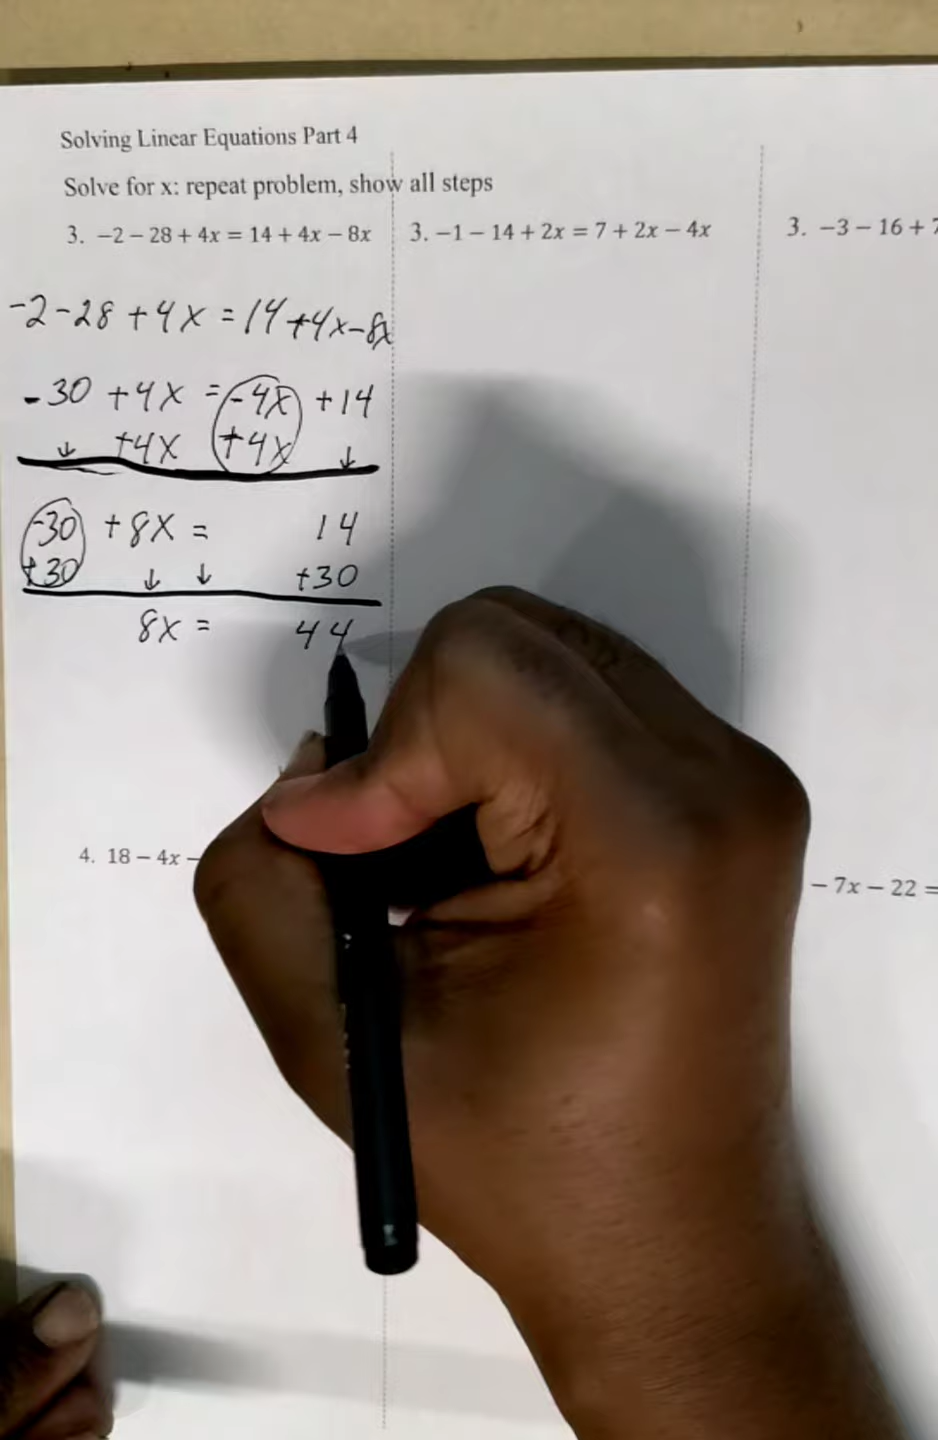 Solving Linear Equations Part 4
Solve for x: repeat problem, show all steps
3. −2 − 28 + 4x = 14 + 4x − 8x
3. −1 − 14 + 2x = 7 + 2x − 4x
3. −3 − 16 + 7
-2-28 +4x = 14+4x-8x
-30 +4x = -4x +14
↓ +4x +4x ↓
-30 +8x = 14
+30 ↓ ↓ +30
8x = 44
4. 18 − 4x −
− 7x − 22 =